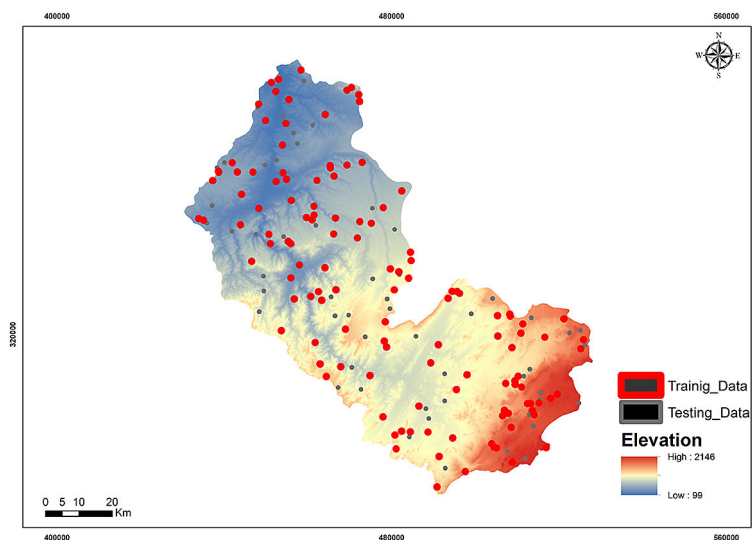 400000 480000 560000
N
W E
S
320000
Trainig_Data
Testing_Data
Elevation
High : 2146
Low : 99
0 5 10 20
Km
400000 480000 560000